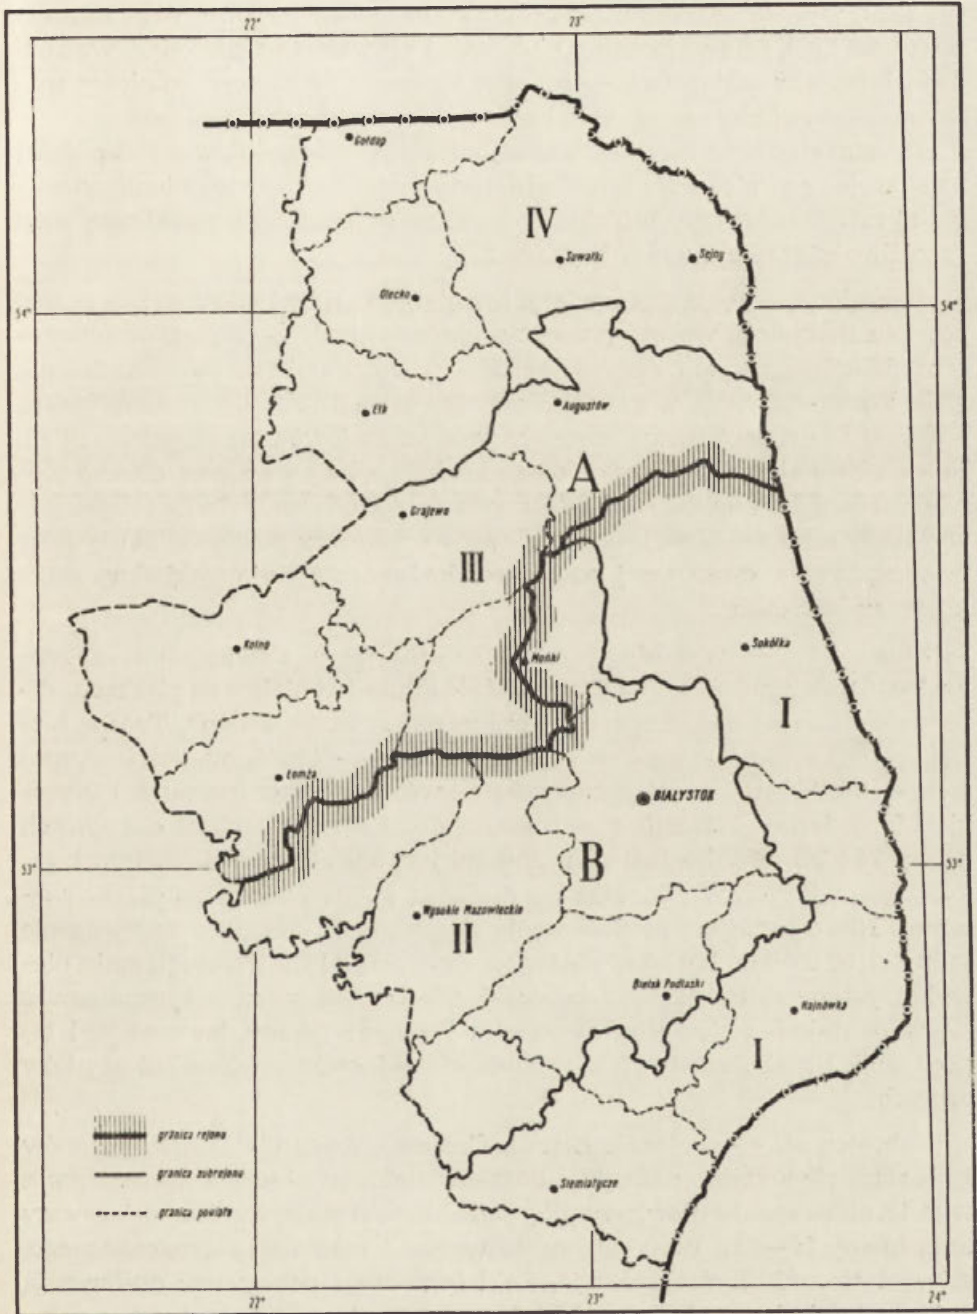 22°
23°
Gołdap
IV
Suwałki
Sejny
Olecko
54°
54°
Ełk
Augustów
A
Grajewo
III
Kolno
Mońki
Sokółka
I
Łomża
BIAŁYSTOK
53°
B
53°
Wysokie Mazowieckie
II
Bielsk Podlaski
Hajnówka
I
granica rejonu
granica subrejonu
granica powiatu
Siemiatycze
22°
23°
24°